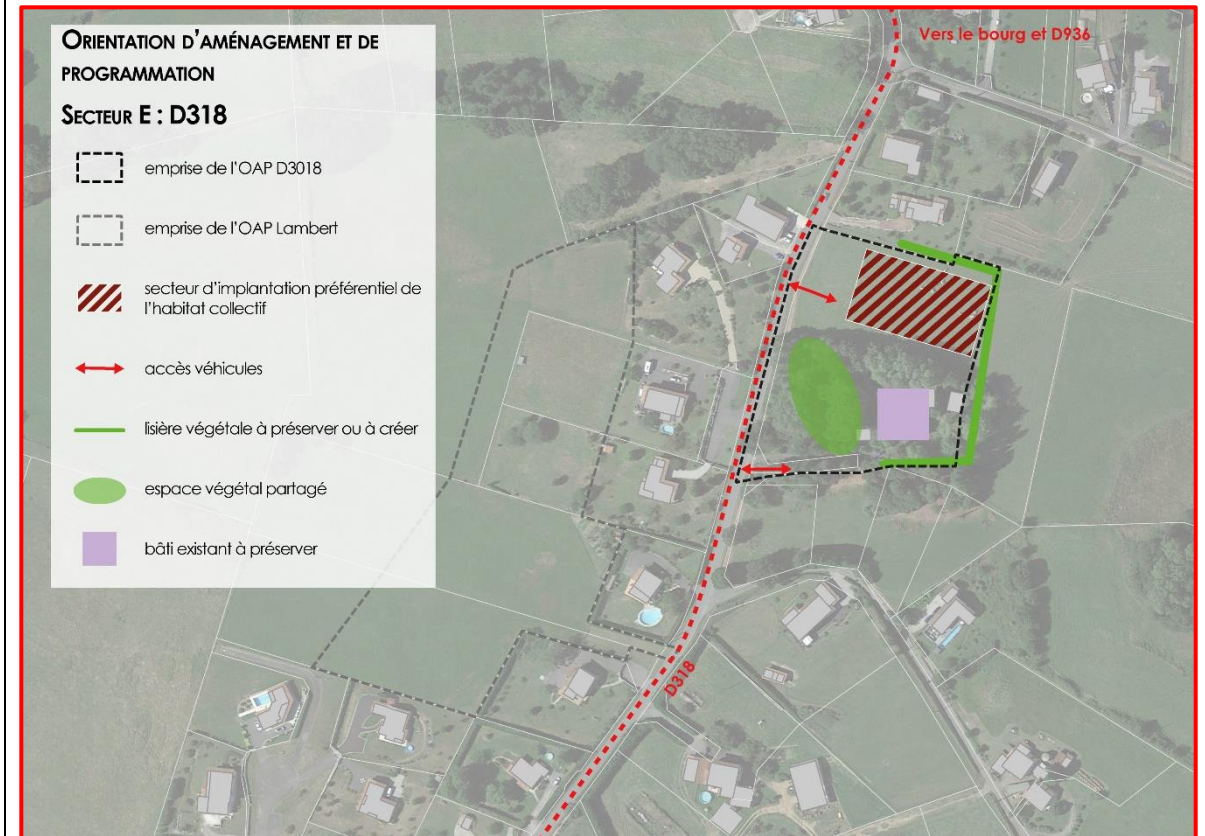 ORIENTATION D'AMÉNAGEMENT ET DE
PROGRAMMATION
SECTEUR E : D318
emprise de l'OAP D3018
emprise de l'OAP Lambert
secteur d'implantation préférentiel de
l'habitat collectif
accès véhicules
lisière végétale à préserver ou à créer
espace végétal partagé
bâti existant à préserver
Vers le bourg et D936
D318